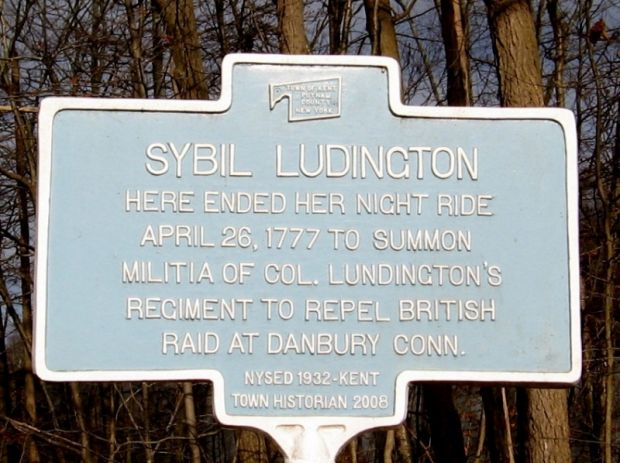 TOWN OF KENT
PUTNAM
COUNTY
NEW YORK
SYBIL LUDINGTON
HERE ENDED HER NIGHT RIDE
APRIL 26, 1777 TO SUMMON
MILITIA OF COL. LUNDINGTON'S
REGIMENT TO REPEL BRITISH
RAID AT DANBURY CONN.
NYSED 1932-KENT
TOWN HISTORIAN 2008